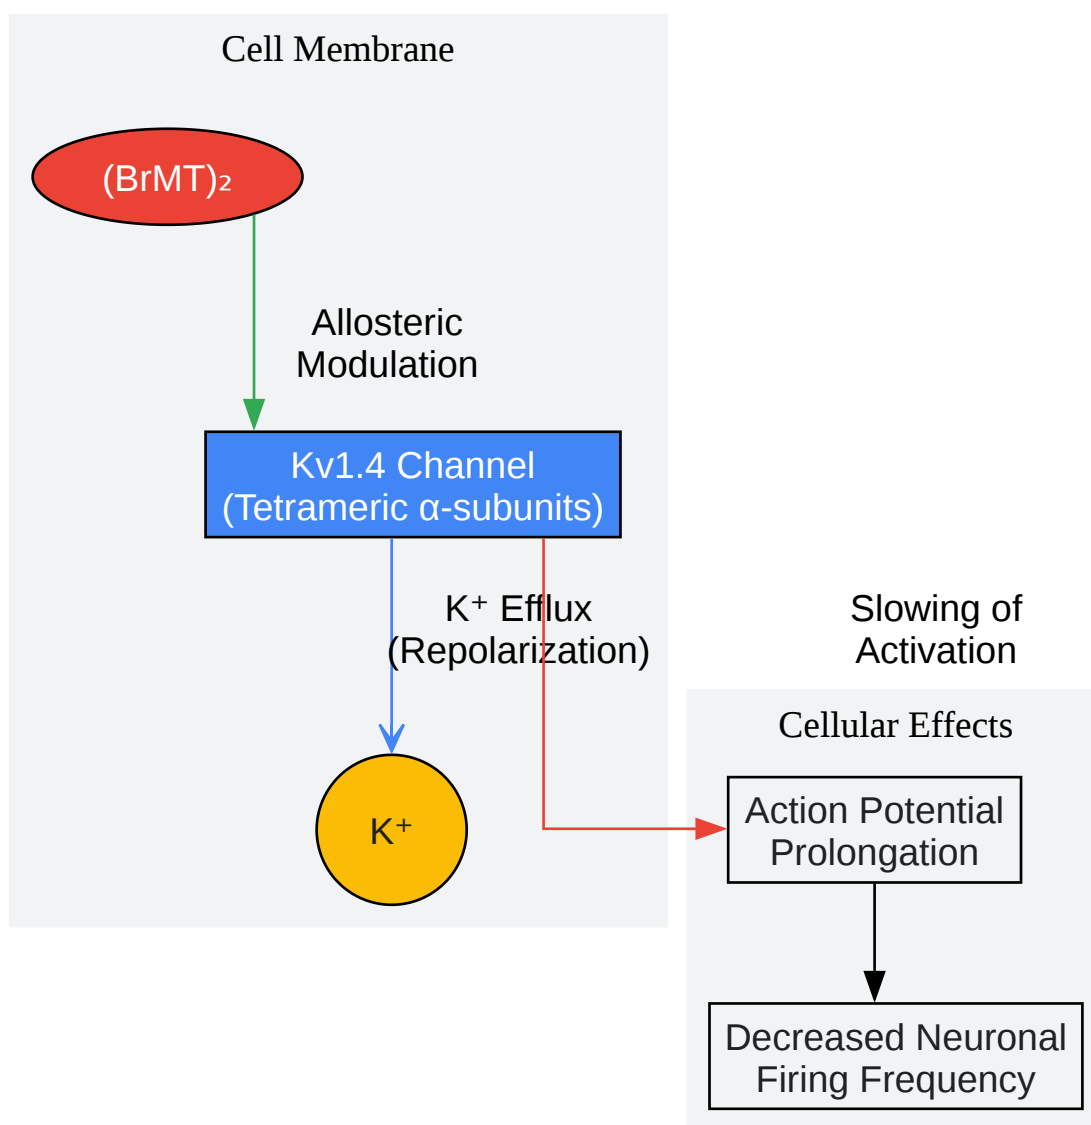 Cell Membrane
(BrMT)₂
Allosteric
Modulation
Kv1.4 Channel
(Tetrameric α-subunits)
K⁺ Efflux
(Repolarization)
Slowing of
Activation
K⁺
Cellular Effects
Action Potential
Prolongation
Decreased Neuronal
Firing Frequency